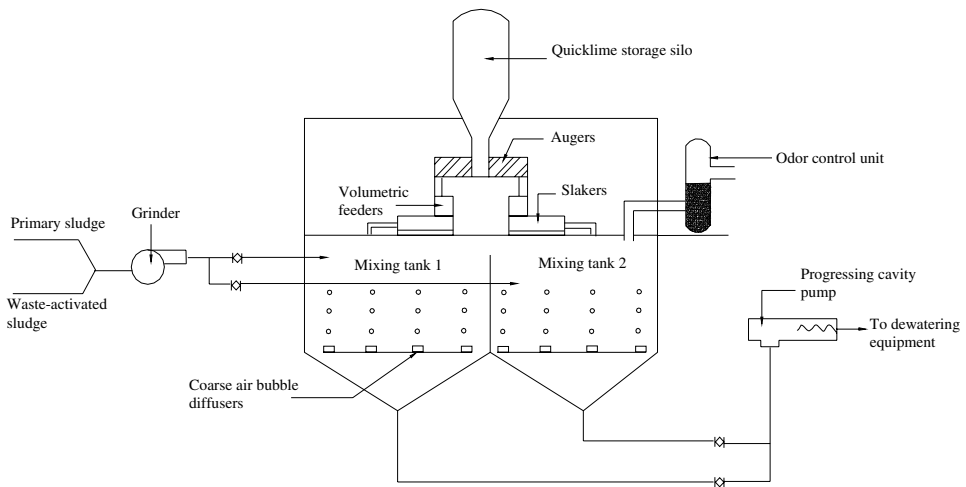 Quicklime storage silo
Augers
Odor control unit
Volumetric
feeders
Slakers
Primary sludge
Grinder
Mixing tank 1
Mixing tank 2
Waste-activated
sludge
Progressing cavity
pump
To dewatering
equipment
Coarse air bubble
diffusers